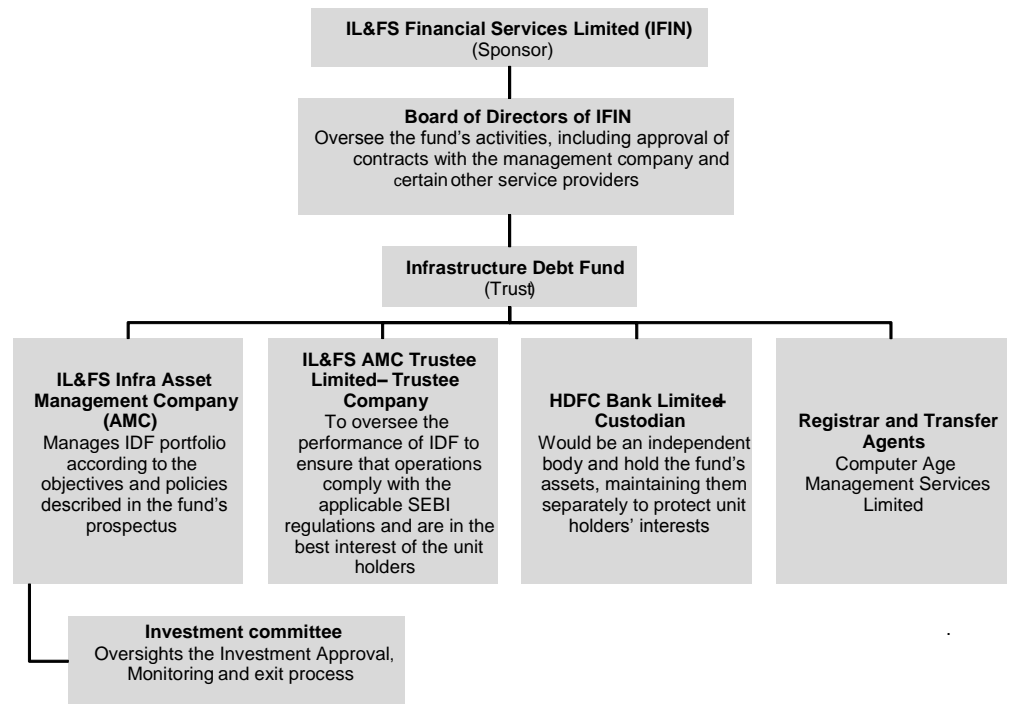 IL&FS Financial Services Limited (IFIN)
(Sponsor)
Board of Directors of IFIN
Oversee the fund's activities, including approval of
contracts with the management company and
certain other service providers
Infrastructure Debt Fund
(Trust)
IL&FS Infra Asset
Management Company
(AMC)
Manages IDF portfolio
according to the
objectives and policies
described in the fund's
prospectus
IL&FS AMC Trustee
Limited– Trustee
Company
To oversee the
performance of IDF to
ensure that operations
comply with the
applicable SEBI
regulations and are in the
best interest of the unit
holders
HDFC Bank Limited–
Custodian
Would be an independent
body and hold the fund's
assets, maintaining them
separately to protect unit
holders' interests
Registrar and Transfer
Agents
Computer Age
Management Services
Limited
Investment committee
Oversights the Investment Approval,
Monitoring and exit process
.